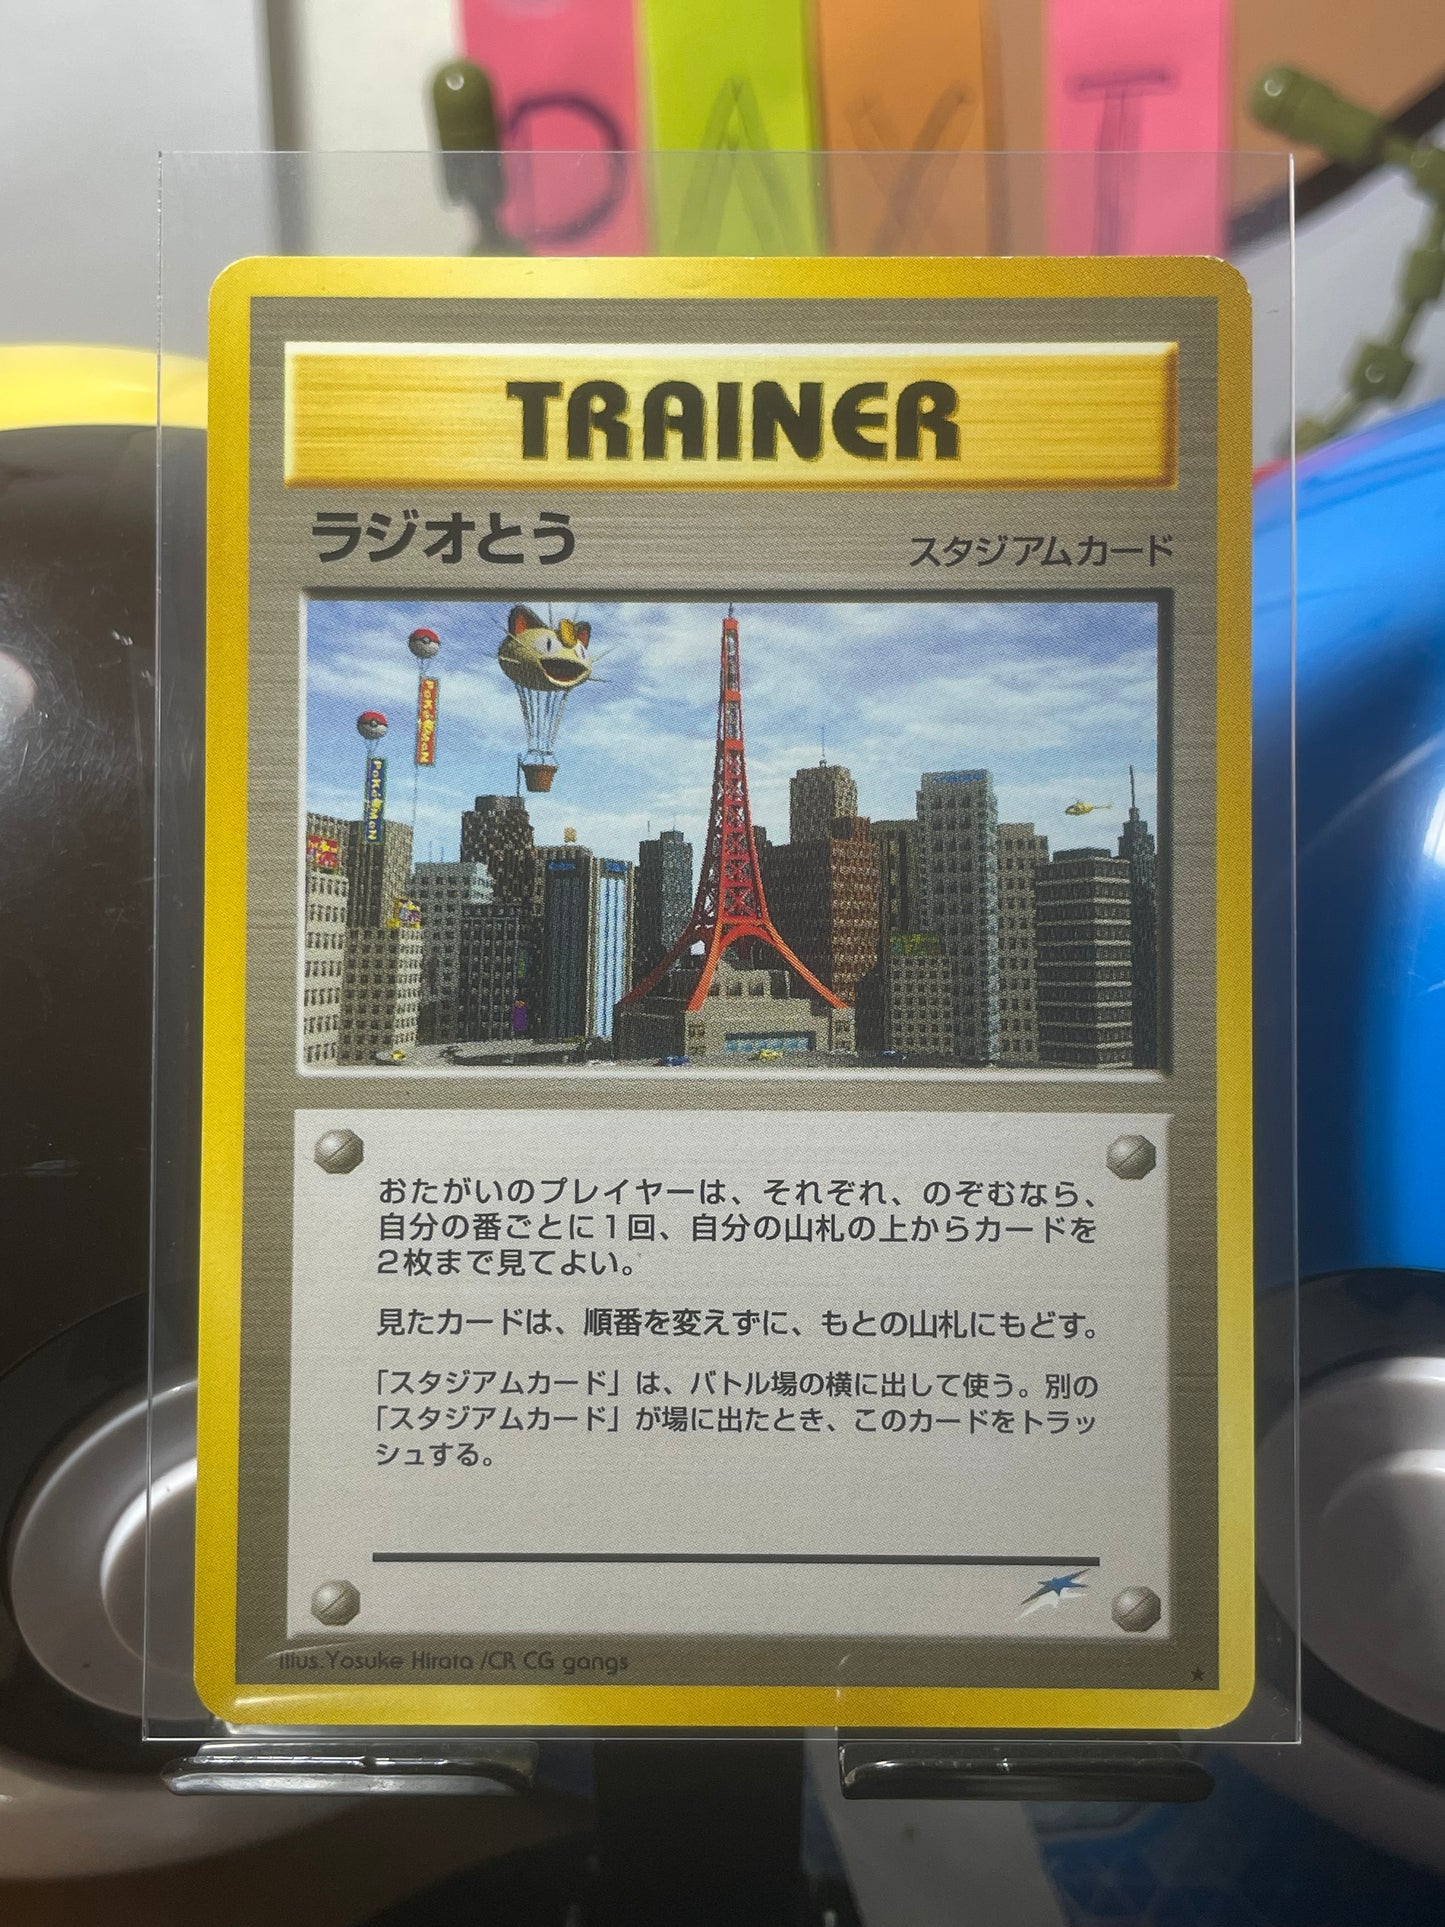 D A Y T
TRAINER
ラジオとう
スタジアムカード
POKéMON
POKéMON
おたがいのプレイヤーは、それぞれ、のぞむなら、
自分の番ごとに1回、自分の山札の上からカードを
2枚まで見てよい。
見たカードは、順番を変えずに、もとの山札にもどす。
「スタジアムカード」は、バトル場の横に出して使う。別の
「スタジアムカード」が場に出たとき、このカードをトラッ
シュする。
Illus.Yosuke Hirata /CR CG gangs
★